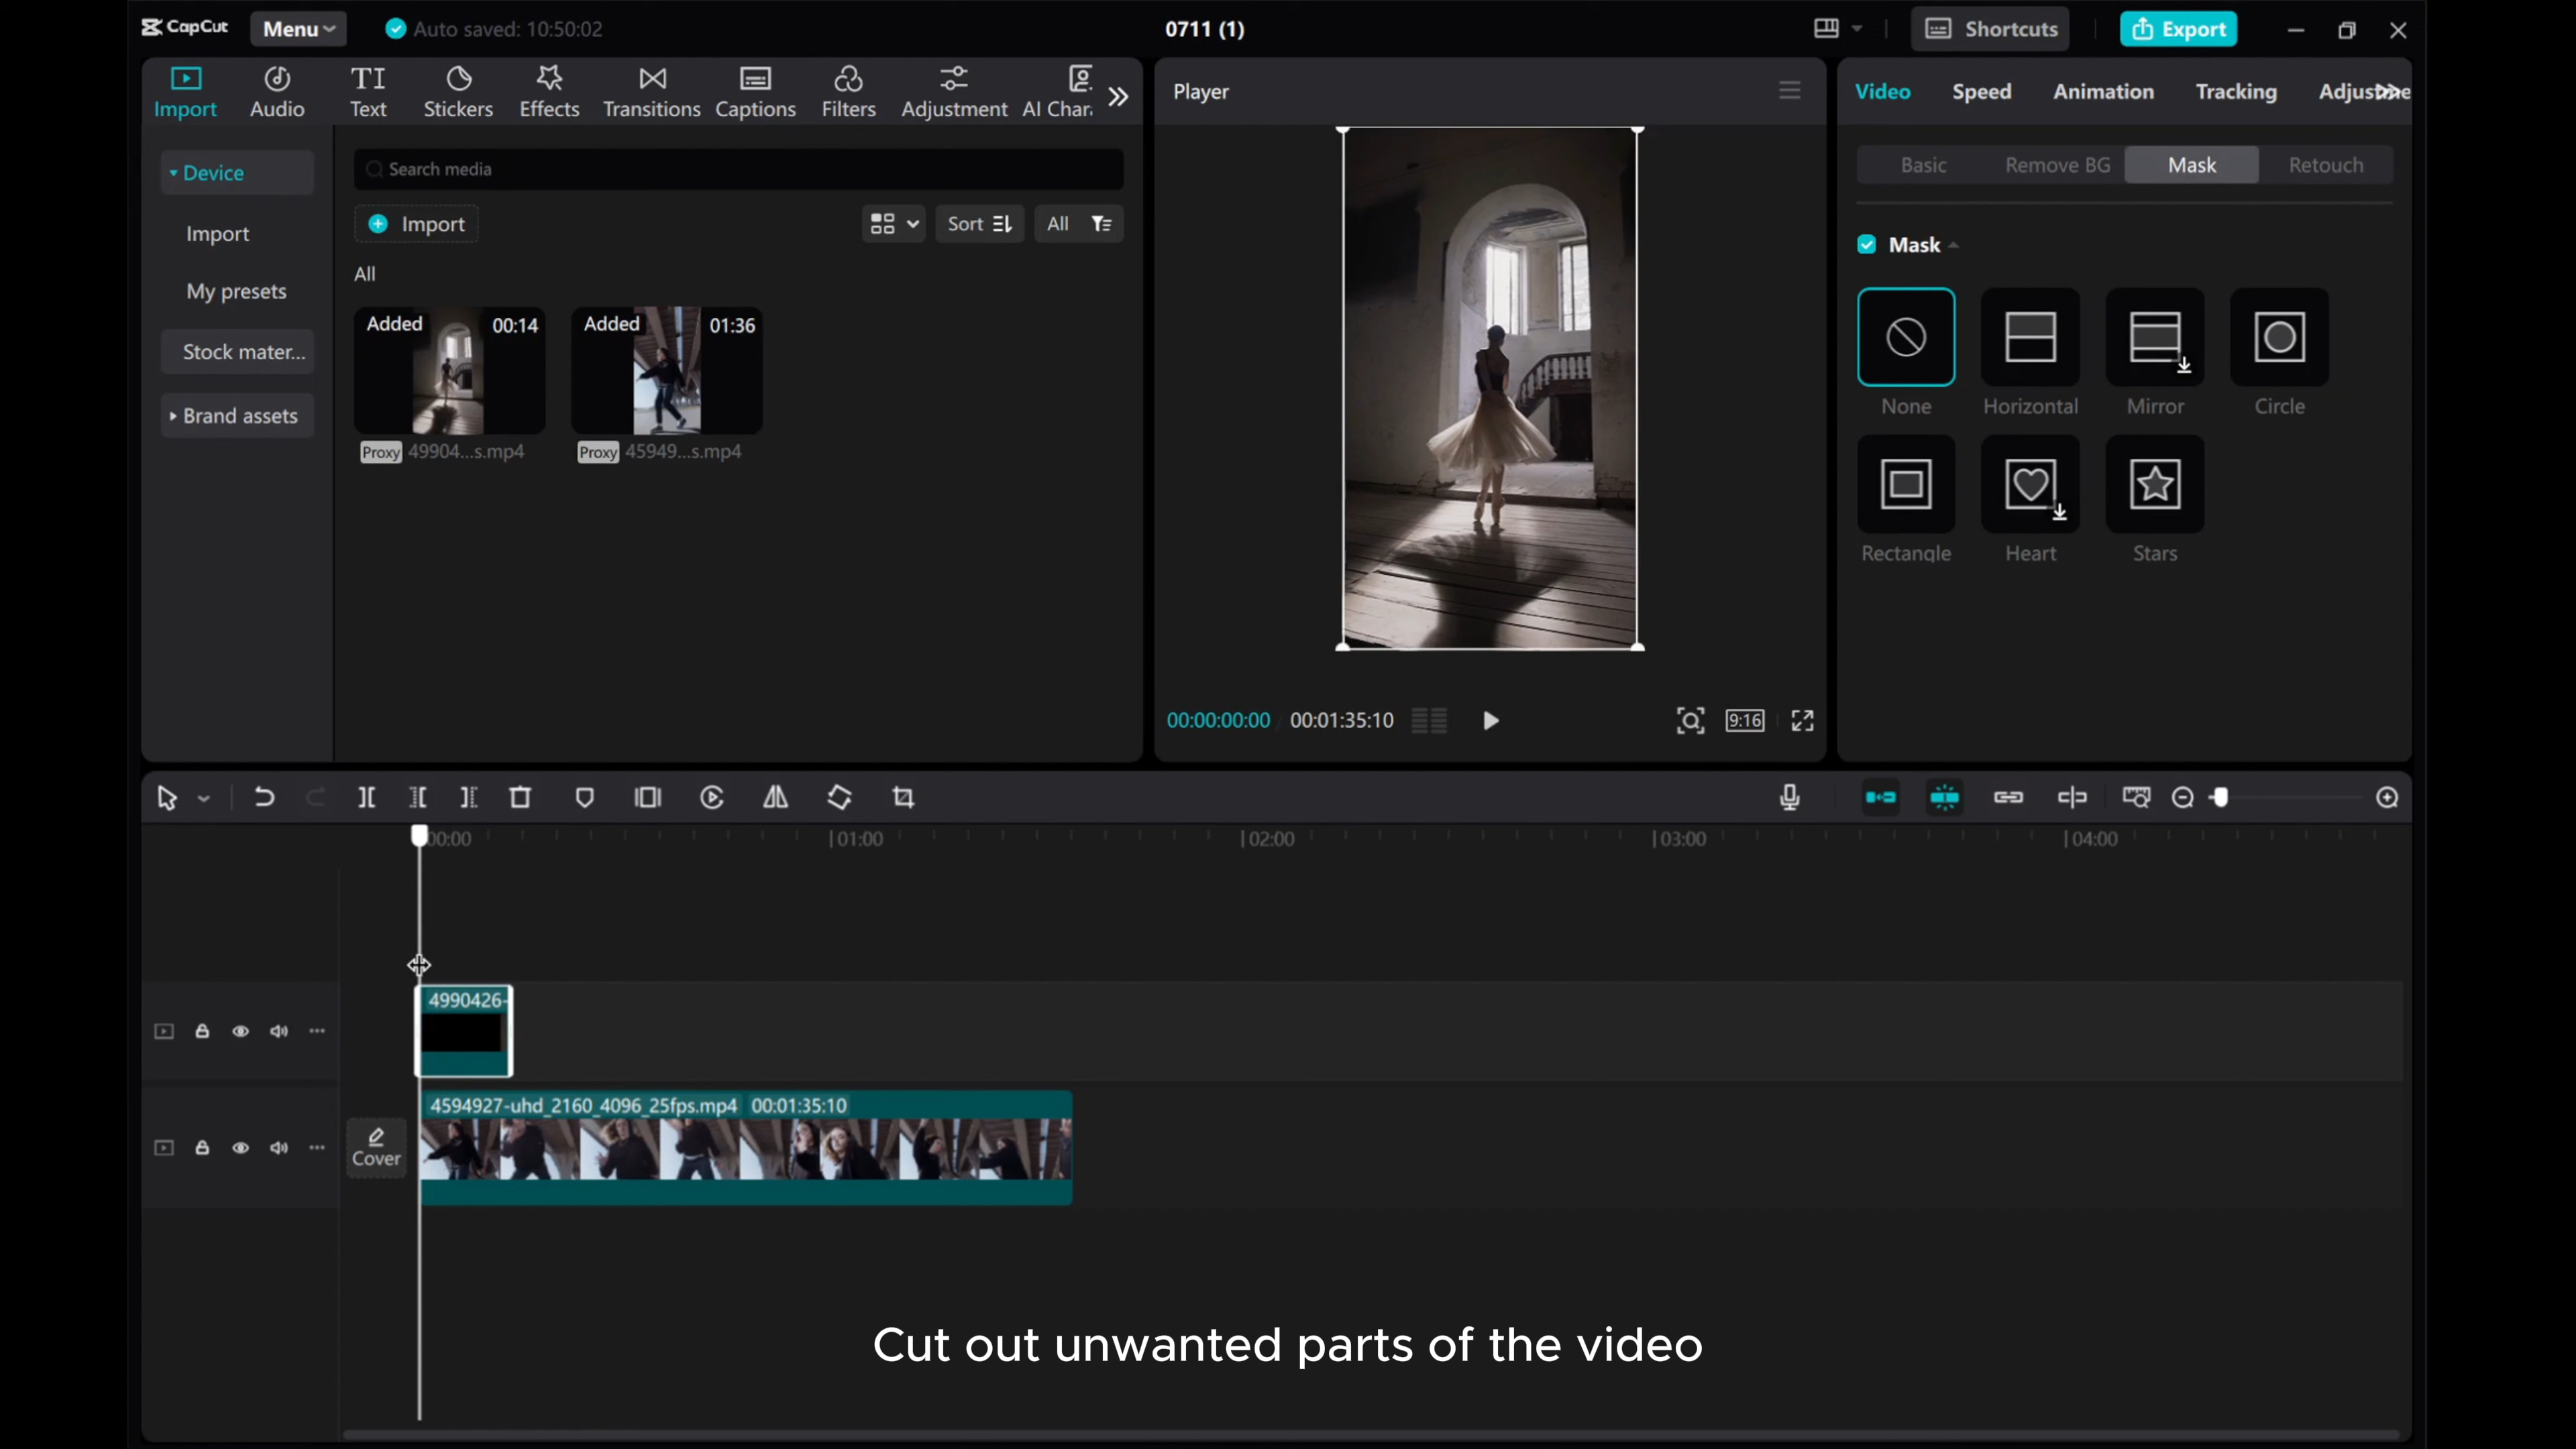 CapCut
Menu
Auto saved: 10:50:02
0711 (1)
Shortcuts
Export
Import
Audio
TI
Text
Stickers
Effects
Transitions
Captions
Filters
Adjustment
AI Char
Device
Import
My presets
Stock mater...
Brand assets
Search media
Import
Sort
All
All
Added
00:14
Added
01:36
Proxy
49904...s.mp4
Proxy
45949...s.mp4
Player
00:00:00:00
00:01:35:10
9:16
Video
Speed
Animation
Tracking
Adjustme
Basic
Remove BG
Mask
Retouch
Mask
None
Horizontal
Mirror
Circle
Rectangle
Heart
Stars
00:00
01:00
02:00
03:00
04:00
4990426-
Cover
4594927-uhd_2160_4096_25fps.mp4 00:01:35:10
Cut out unwanted parts of the video